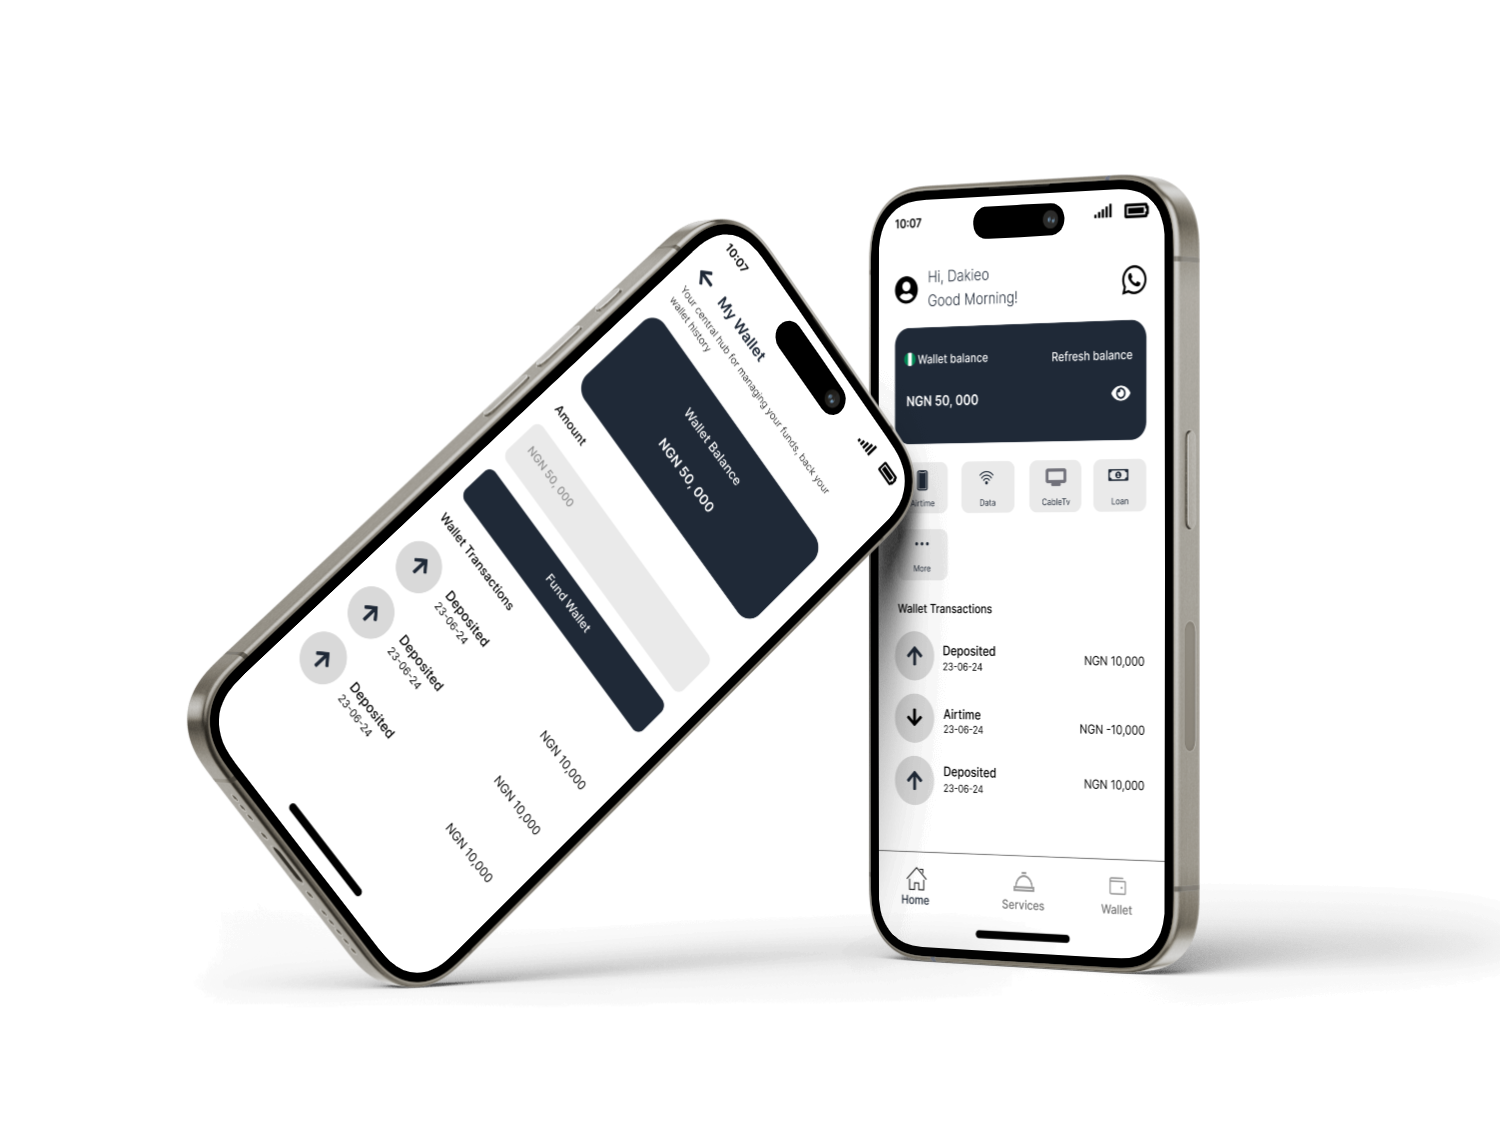 10:07
My Wallet
Your central hub for managing your funds, back your
wallet history
Wallet Balance
NGN 50, 000
Amount
NGN 50, 000
Fund Wallet
Wallet Transactions
Deposited
23-06-24
NGN 10,000
Deposited
23-06-24
NGN 10,000
Deposited
23-06-24
NGN 10,000
10:07
Hi, Dakieo
Good Morning!
Wallet balance
Refresh balance
NGN 50, 000
Airtime
Data
CableTv
Loan
More
Wallet Transactions
Deposited
23-06-24
NGN 10,000
Airtime
23-06-24
NGN -10,000
Deposited
23-06-24
NGN 10,000
Home
Services
Wallet